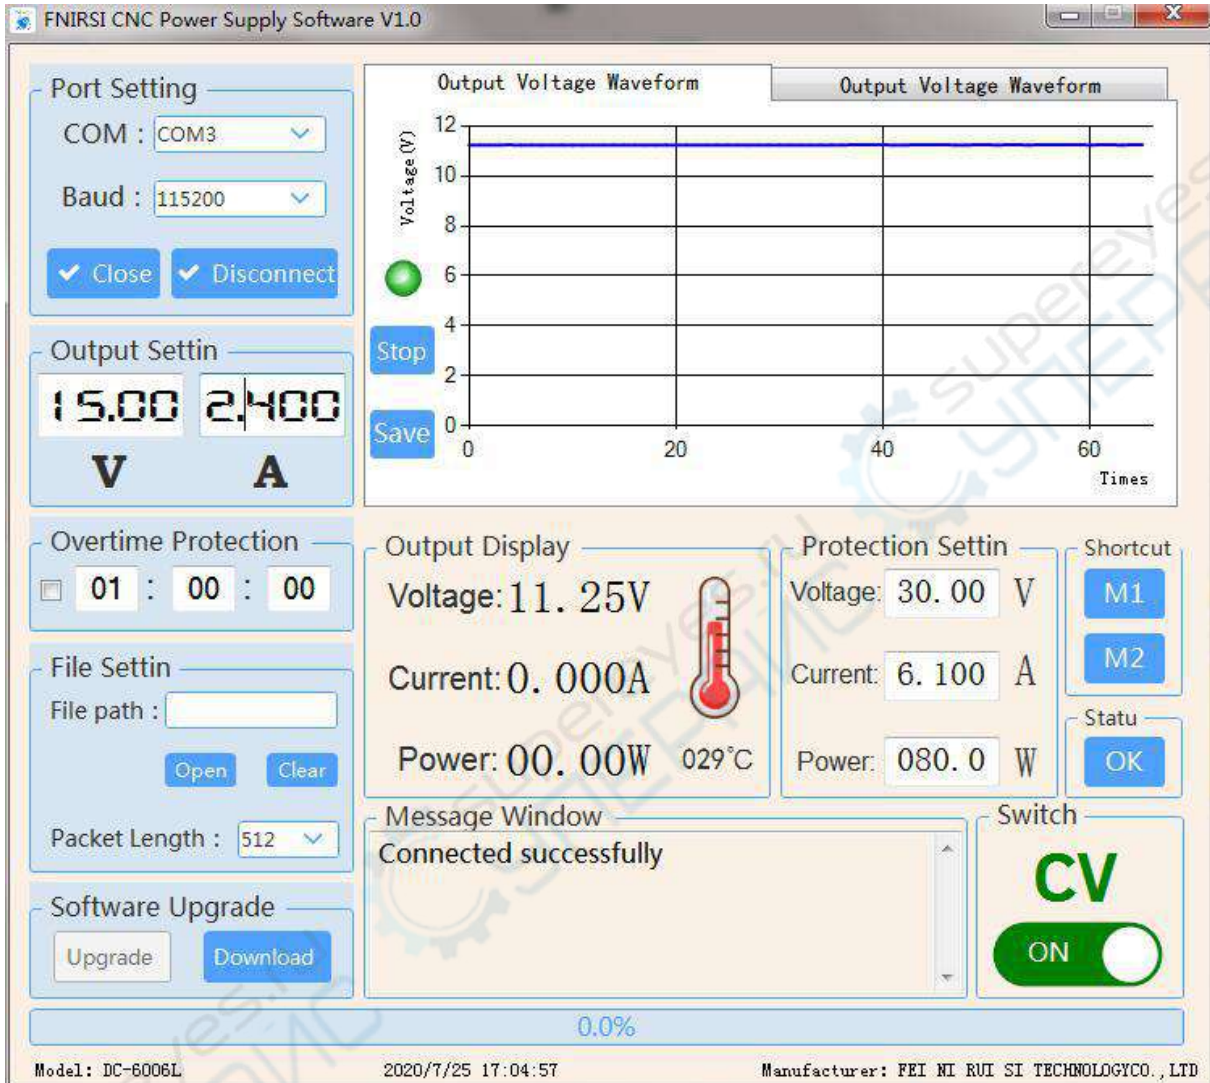 FNIRSI CNC Power Supply Software V1.0
Port Setting
COM : COM3
Baud : 115200
Close Disconnect
Output Voltage Waveform Output Voltage Waveform
Voltage(V)
12
10
8
6
4
2
0
0 20 40 60
Times
Stop
Save
Output Settin
15.00 2.400
V A
Overtime Protection
01 : 00 : 00
File Settin
File path :
Open Clear
Packet Length : 512
Software Upgrade
Upgrade Download
Output Display
Voltage: 11.25V
Current: 0.000A
Power: 00.00W 029°C
Protection Settin
Voltage: 30.00 V
Current: 6.100 A
Power: 080.0 W
Shortcut
M1
M2
Statu
OK
Message Window
Connected successfully
Switch
CV
ON
0.0%
Model: DC-6006L 2020/7/25 17:04:57 Manufacturer: FEI NI RUI SI TECHNOLOGYCO.,LTD
supereyes.ru
СУПЕРАЙС